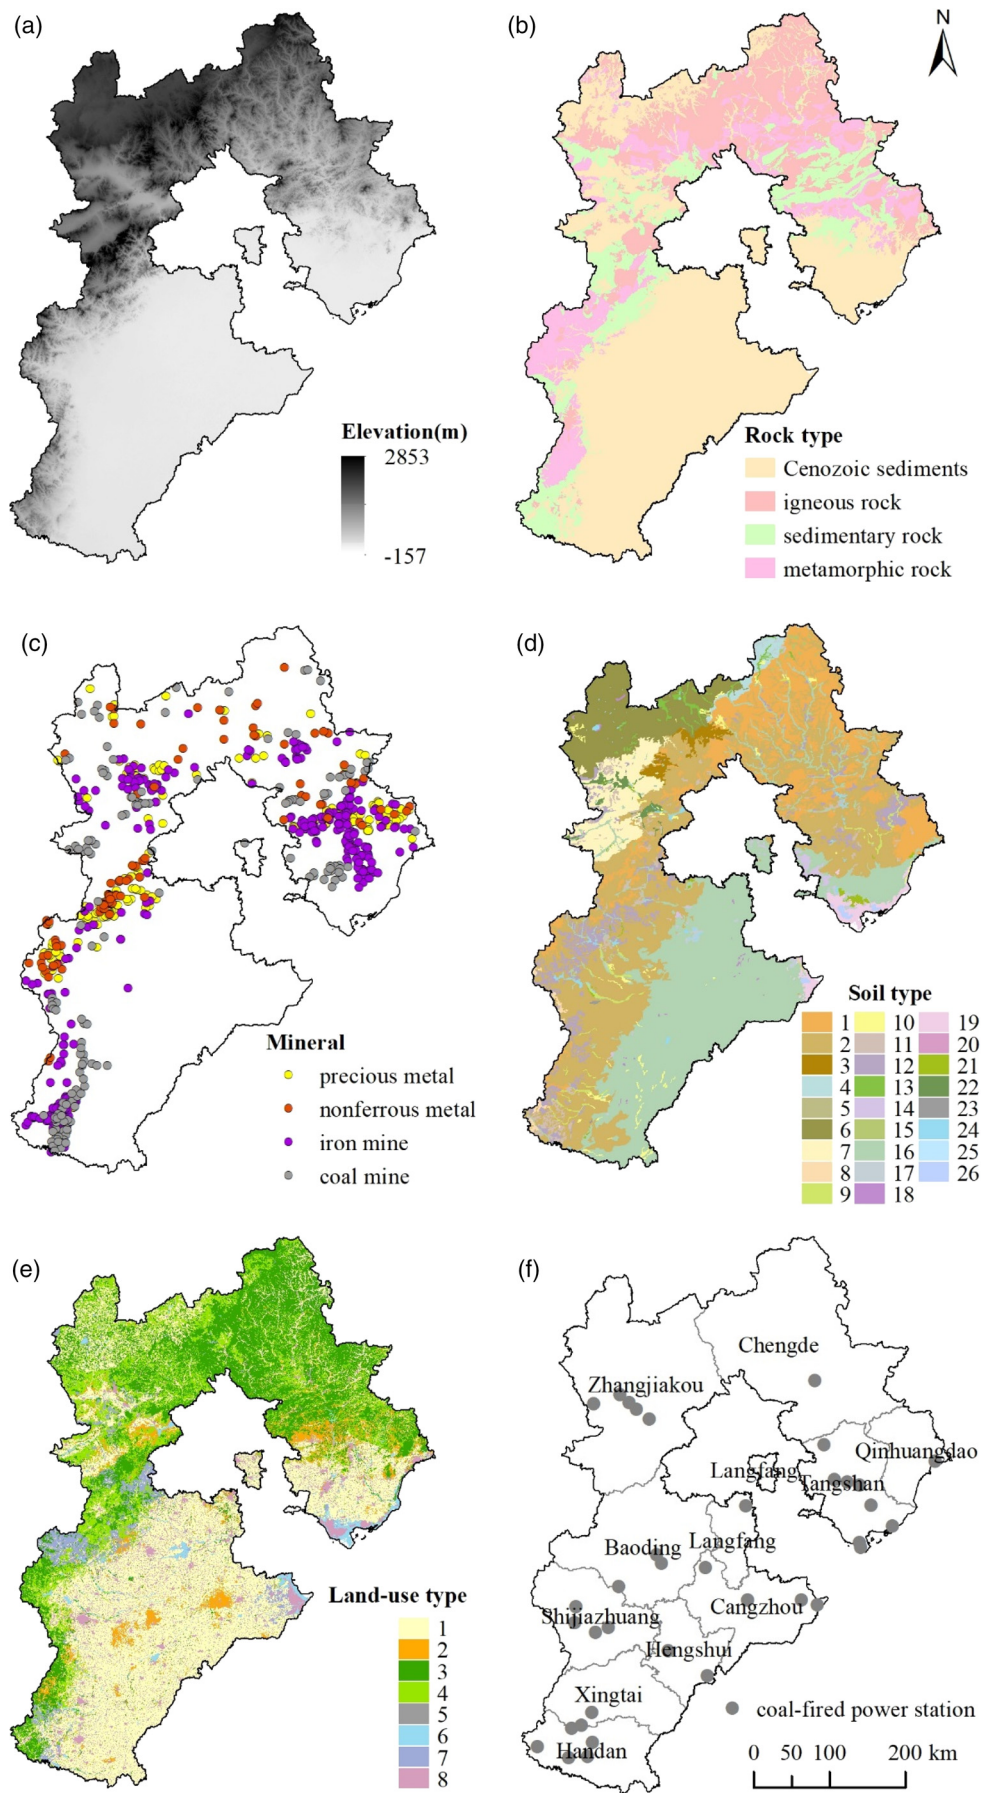 (a)
Elevation(m)
2853
-157
(b)
N
Rock type
Cenozoic sediments
igneous rock
sedimentary rock
metamorphic rock
(c)
Mineral
precious metal
nonferrous metal
iron mine
coal mine
(d)
Soil type
1 10 19
2 11 20
3 12 21
4 13 22
5 14 23
6 15 24
7 16 25
8 17 26
9 18
(e)
Land-use type
1
2
3
4
5
6
7
8
(f)
Chengde
Zhangjiakou
Qinhuangdao
Langfang
Tangshan
Baoding
Langfang
Cangzhou
Shijiazhuang
Hengshui
Xingtai
coal-fired power station
Handan
0 50 100 200 km